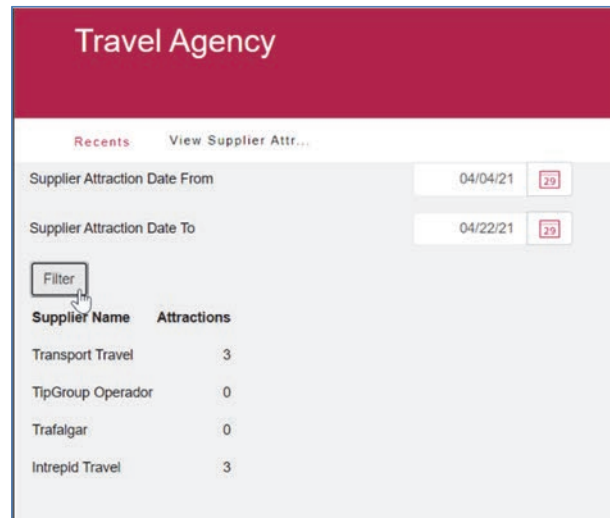 Travel Agency
Recents View Supplier Attr...
Supplier Attraction Date From 04/04/21 29
Supplier Attraction Date To 04/22/21 29
Filter
Supplier Name Attractions
Transport Travel 3
TipGroup Operador 0
Trafalgar 0
Intrepid Travel 3